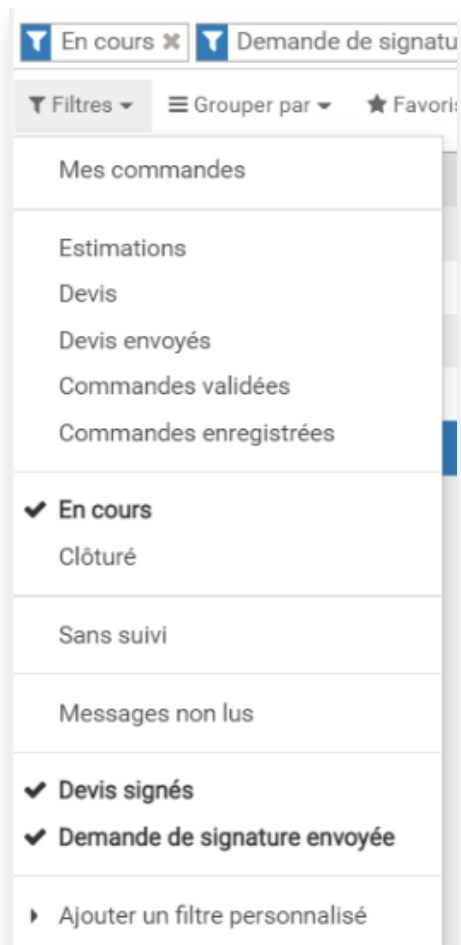 En cours Demande de signatu
Filtres Grouper par Favoris
Mes commandes
Estimations
Devis
Devis envoyés
Commandes validées
Commandes enregistrées
En cours
Clôturé
Sans suivi
Messages non lus
Devis signés
Demande de signature envoyée
Ajouter un filtre personnalisé